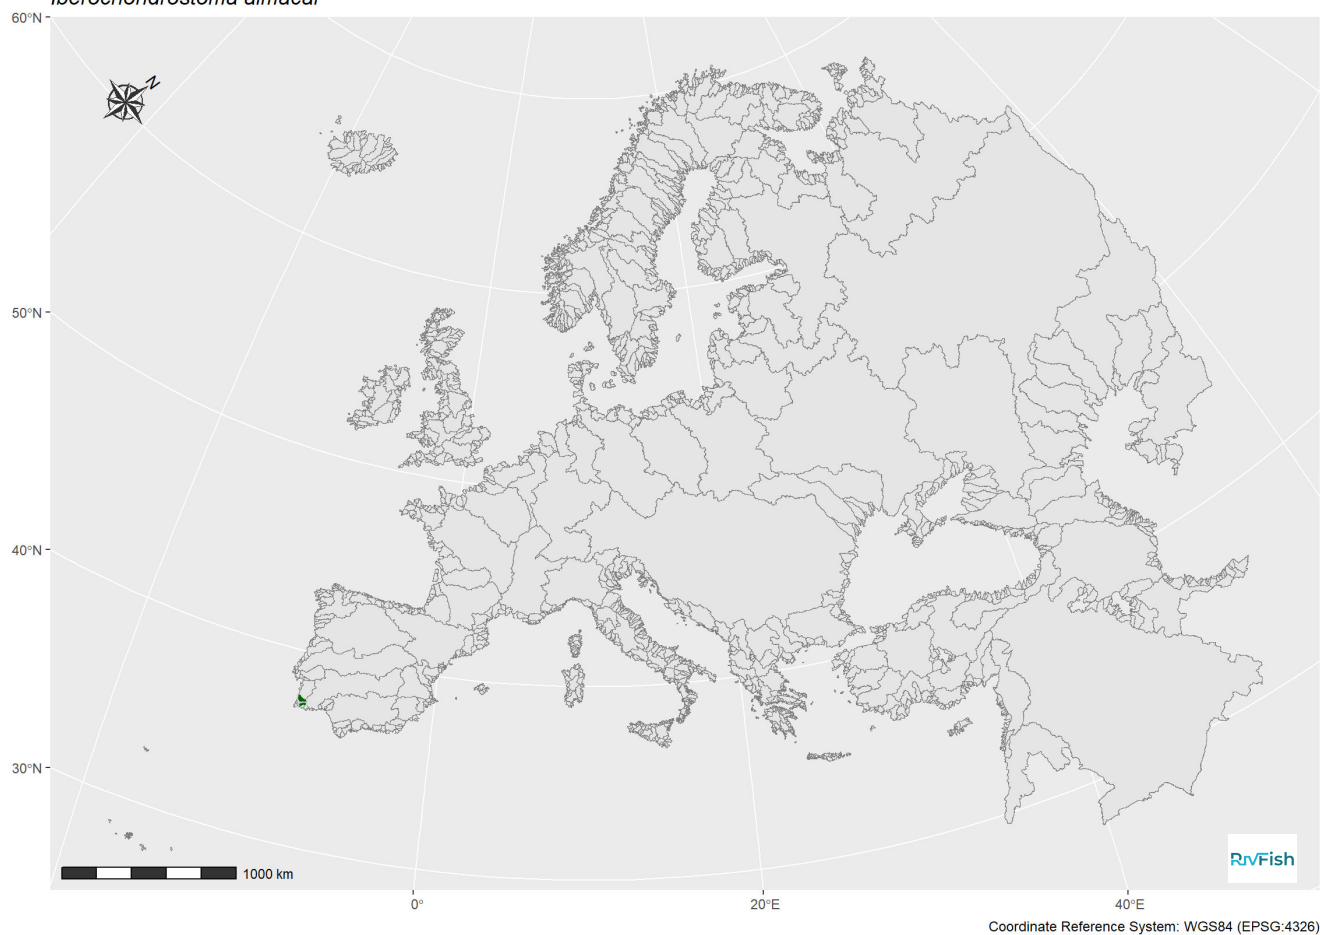 Iberochondrostoma almacai
60°N
N
50°N
40°N
30°N
1000 km
RivFish
0°
20°E
40°E
Coordinate Reference System: WGS84 (EPSG:4326)